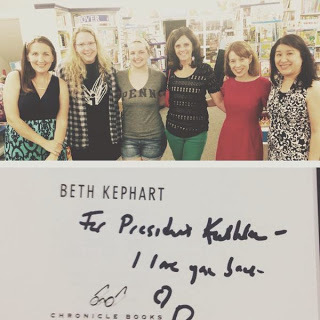 PENN
BETH KEPHART
For President Kathleen -
I love you
CHRONICLE BOOKS